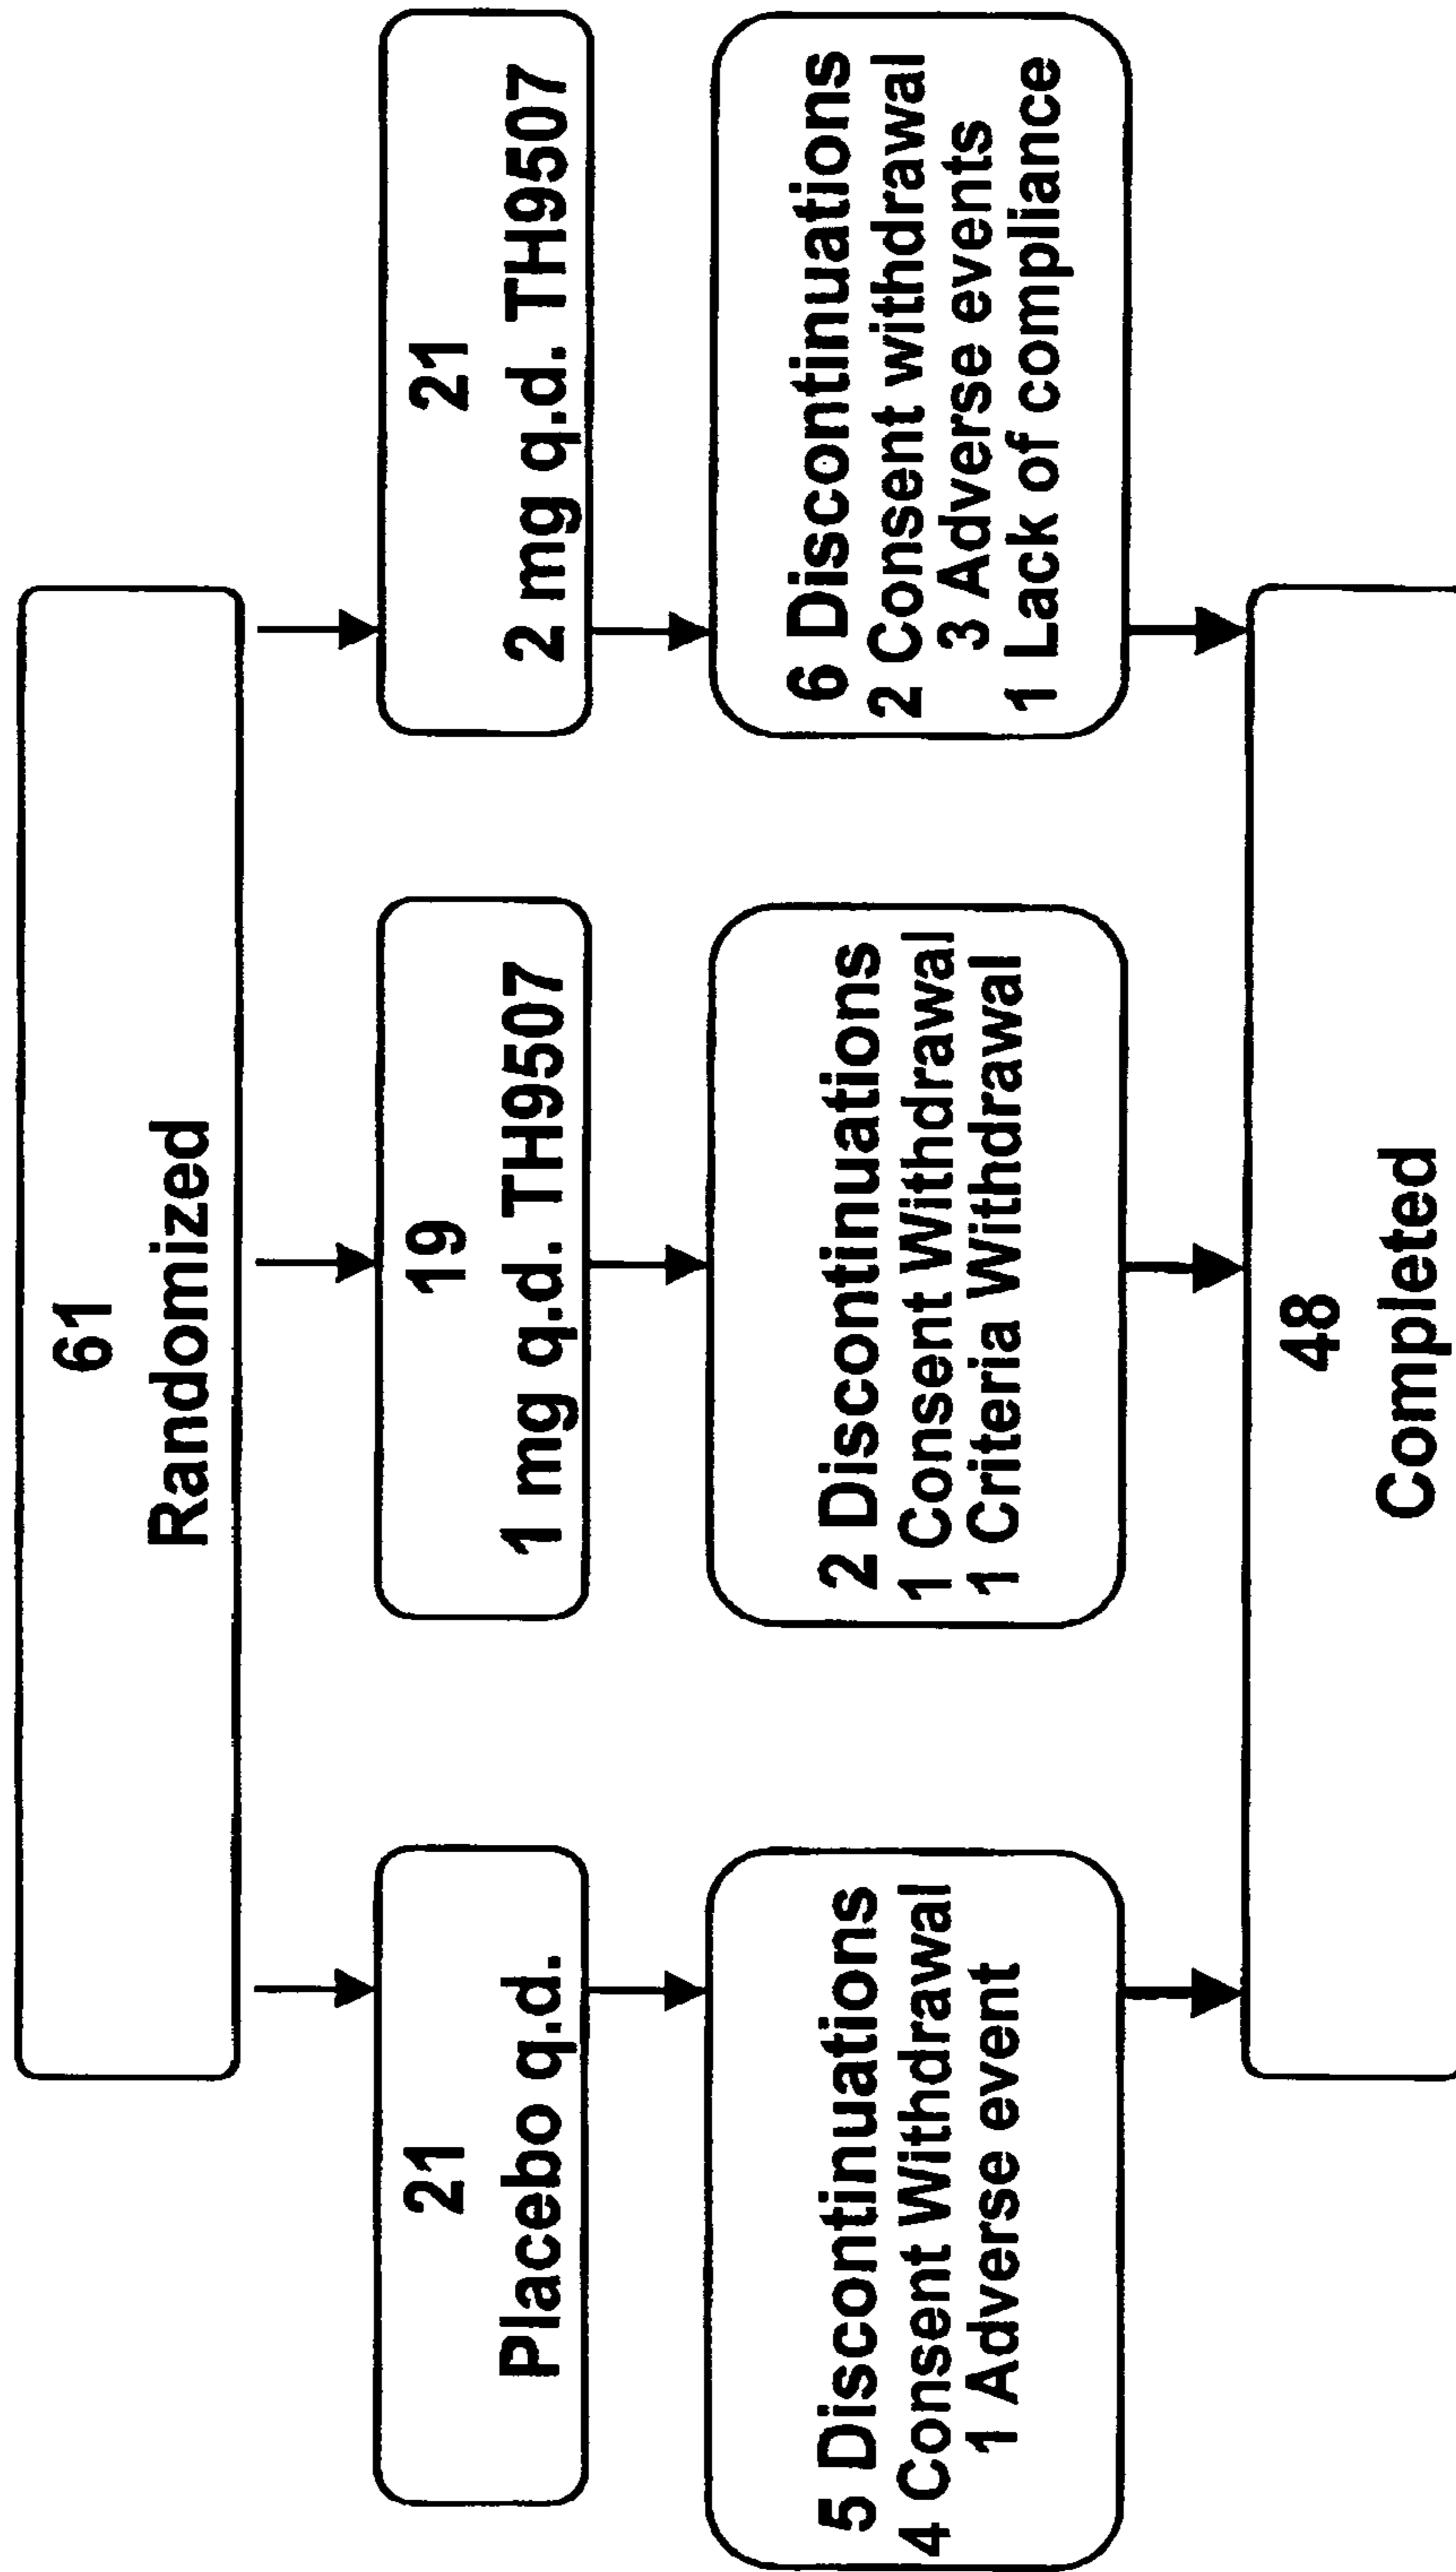 61
Randomized
21
Placebo q.d.
19
1 mg q.d. TH9507
21
2 mg q.d. TH9507
5 Discontinuations
4 Consent Withdrawal
1 Adverse event
2 Discontinuations
1 Consent Withdrawal
1 Criteria Withdrawal
6 Discontinuations
2 Consent withdrawal
3 Adverse events
1 Lack of compliance
48
Completed